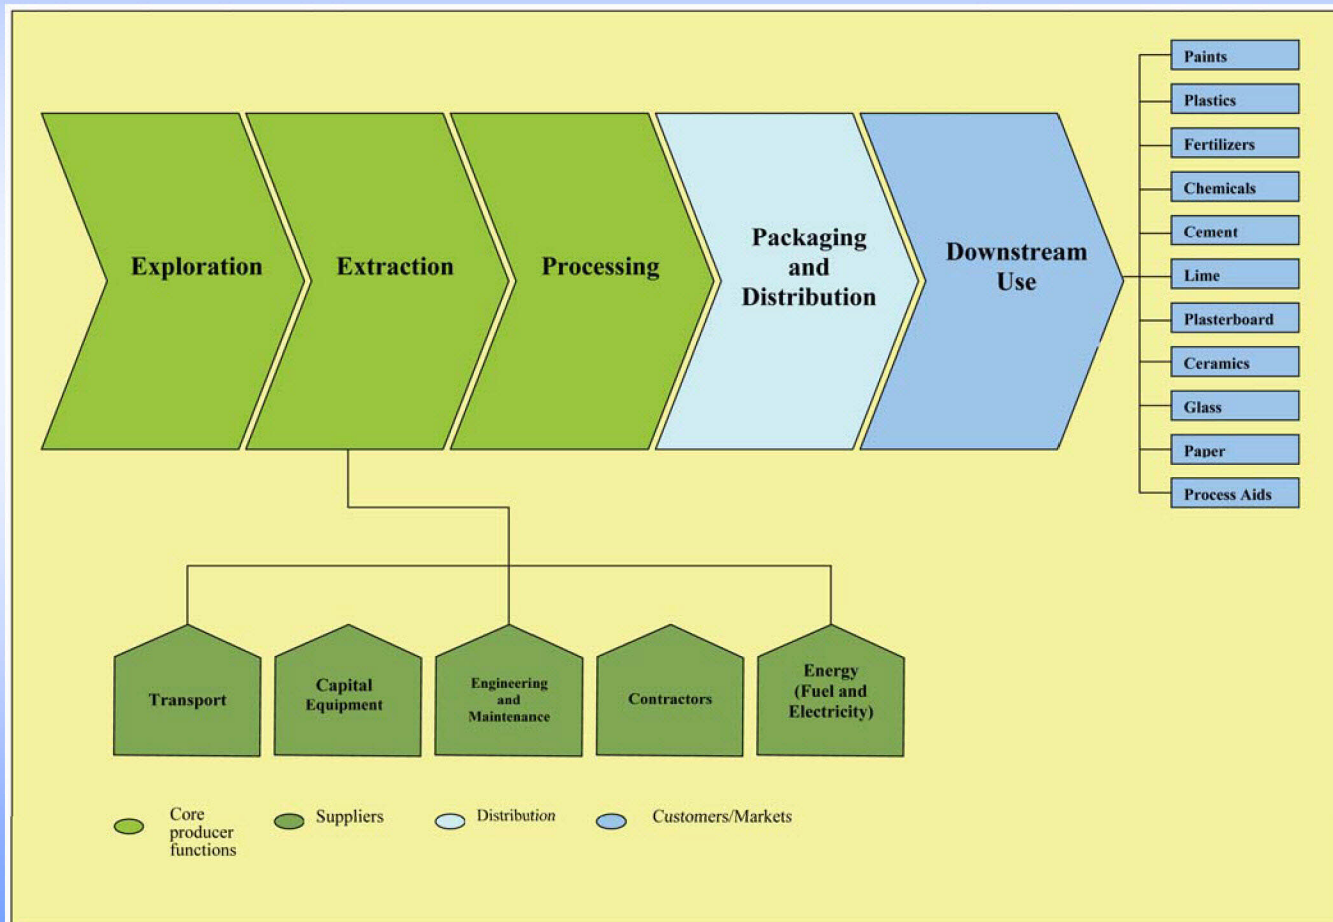 Exploration
Extraction
Processing
Packaging
and
Distribution
Downstream
Use
Paints
Plastics
Fertilizers
Chemicals
Cement
Lime
Plasterboard
Ceramics
Glass
Paper
Process Aids
Transport
Capital
Equipment
Engineering
and
Maintenance
Contractors
Energy
(Fuel and
Electricity)
Core
producer
functions
Suppliers
Distribution
Customers/Markets